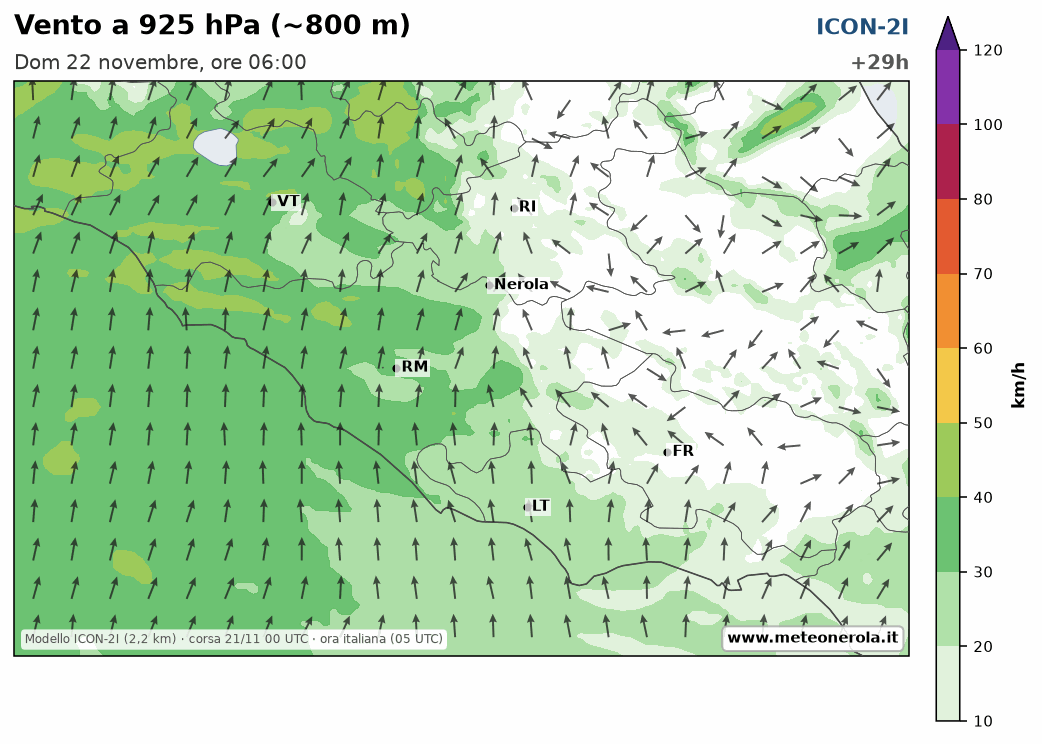 Vento a 925 hPa (~800 m)
ICON-2I
Dom 22 novembre, ore 06:00
+29h
VT
RI
Nerola
RM
FR
LT
Modello ICON-2I (2,2 km) · corsa 21/11 00 UTC · ora italiana (05 UTC)
www.meteonerola.it
120
100
80
70
60
50
40
30
20
10
km/h